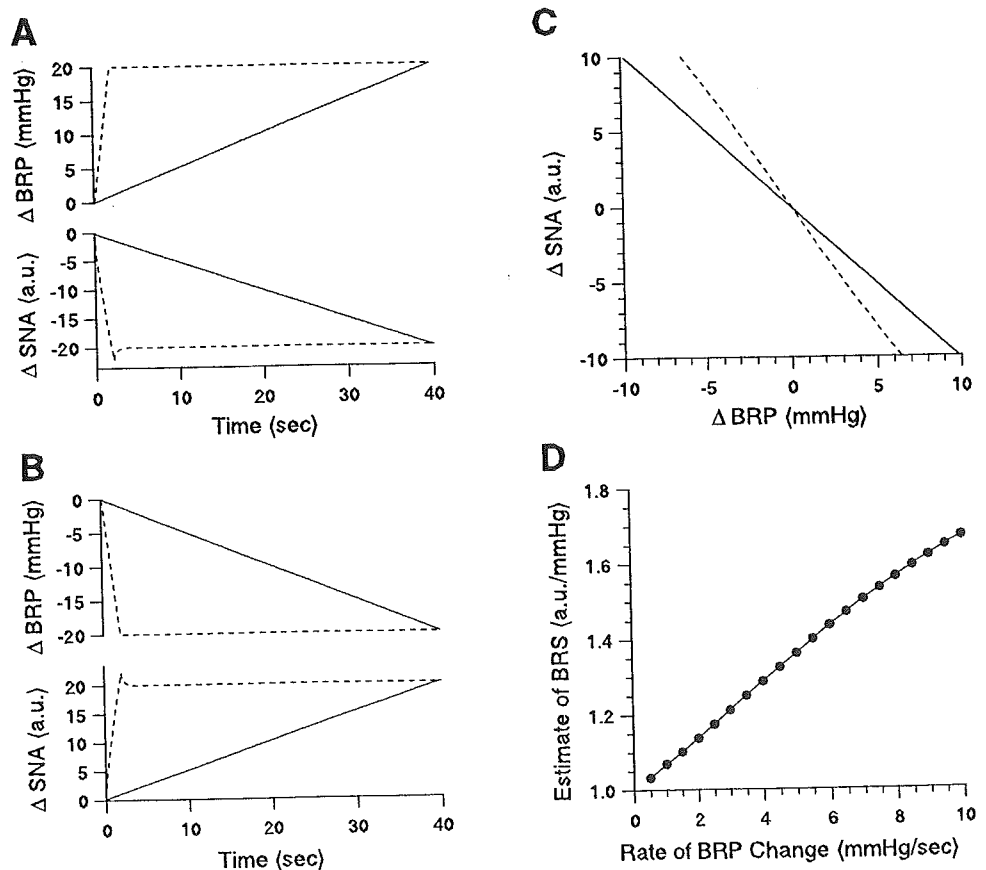 A
Δ BRP (mmHg)
20
15
10
5
0
Δ SNA (a.u.)
0
-5
-10
-15
-20
0 10 20 30 40
Time (sec)
B
Δ BRP (mmHg)
0
-5
-10
-15
-20
Δ SNA (a.u.)
20
15
10
5
0
0 10 20 30 40
Time (sec)
C
Δ SNA (a.u.)
10
5
0
-5
-10
-10 -5 0 5 10
Δ BRP (mmHg)
D
Estimate of BRS (a.u./mmHg)
1.8
1.6
1.4
1.2
1.0
0 2 4 6 8 10
Rate of BRP Change (mmHg/sec)